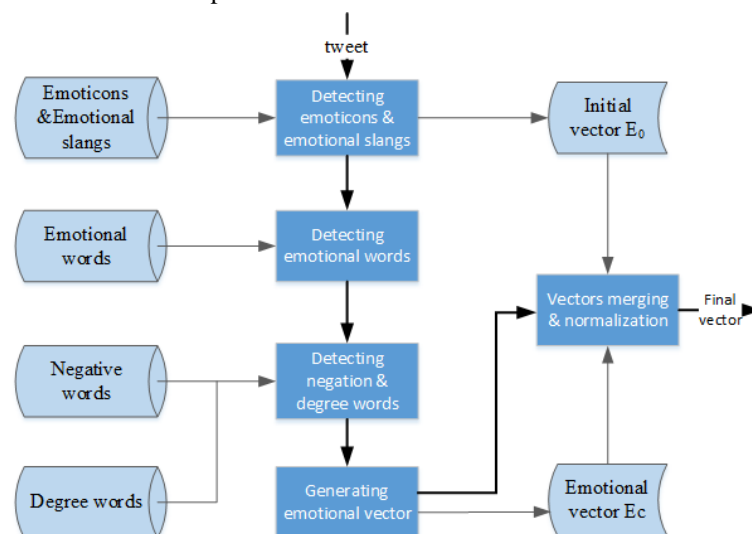 tweet
Emoticons
&Emotional
slangs
Detecting
emoticons &
emotional slangs
Initial
vector E₀
Emotional
words
Detecting
emotional words
Vectors merging
& normalization
Final
vector
Negative
words
Detecting
negation &
degree words
Degree words
Generating
emotional vector
Emotional
vector Ec